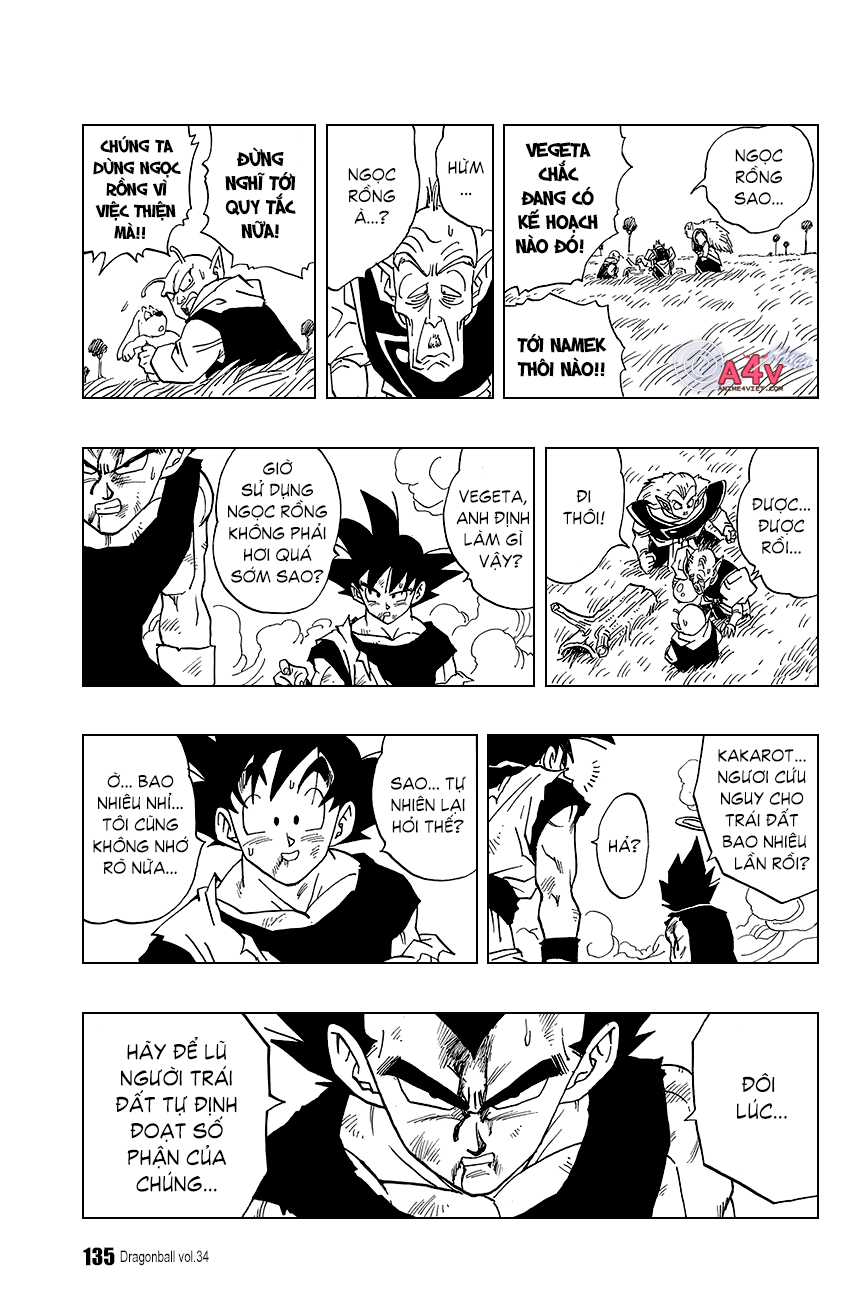 NGỌC
RỒNG
SAO...
VEGETA
CHẮC
ĐANG CÓ
KẾ HOẠCH
NÀO ĐÓ!
TỚI NAMEK
THÔI NÀO!!
A4V
ANIME4VIET.COM
HỪM
...
NGỌC
RỒNG
À...?
ĐỪNG
NGHĨ TỚI
QUY TẮC
NỮA!
CHÚNG TA
DÙNG NGỌC
RỒNG VÌ
VIỆC THIỆN
MÀ!!
ĐƯỢC...
ĐƯỢC
RỒI...
ĐI
THÔI!
VEGETA,
ANH ĐỊNH
LÀM GÌ
VẬY?
GIỜ
SỬ DỤNG
NGỌC RỒNG
KHÔNG PHẢI
HƠI QUÁ
SỚM SAO?
KAKAROT...
NGƯƠI CỨU
NGUY CHO
TRÁI ĐẤT
BAO NHIÊU
LẦN RỒI?
HẢ?
SAO... TỰ
NHIÊN LẠI
HỎI THẾ?
Ờ... BAO
NHIÊU NHỈ...
TÔI CŨNG
KHÔNG NHỚ
RÕ NỮA...
ĐÔI
LÚC...
HÃY ĐỂ LŨ
NGƯỜI TRÁI
ĐẤT TỰ ĐỊNH
ĐOẠT SỐ
PHẬN CỦA
CHÚNG...
135 Dragonball vol.34